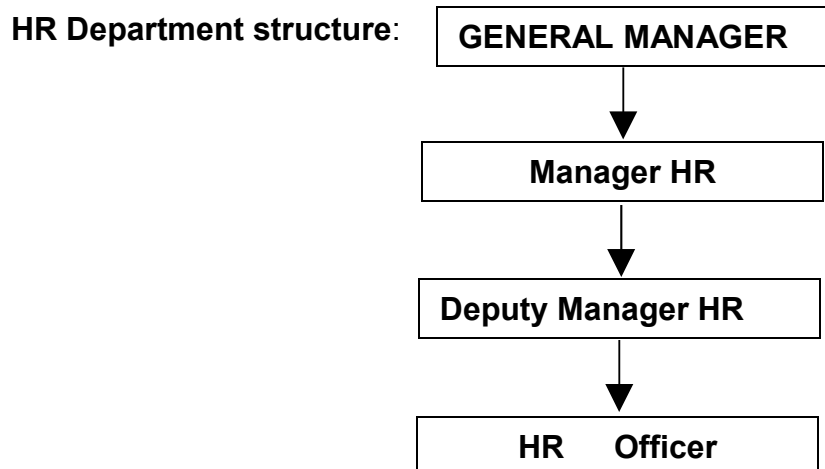 HR Department structure:
GENERAL MANAGER
Manager HR
Deputy Manager HR
HR Officer